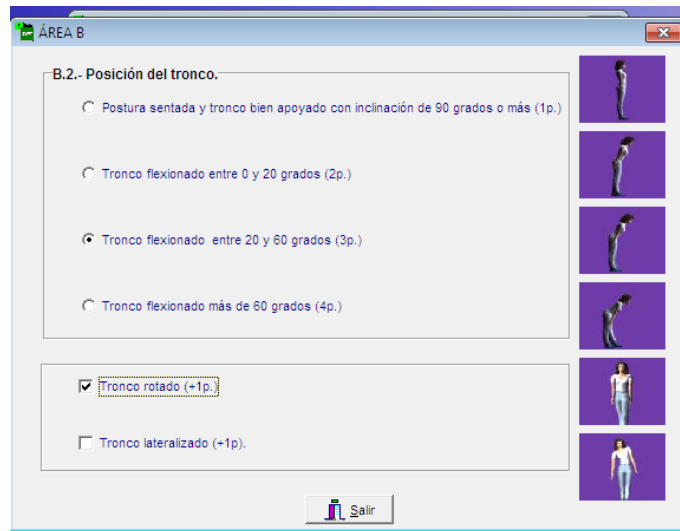 ÁREA B
B.2.- Posición del tronco.
Postura sentada y tronco bien apoyado con inclinación de 90 grados o más (1p.)
Tronco flexionado entre 0 y 20 grados (2p.)
Tronco flexionado entre 20 y 60 grados (3p.)
Tronco flexionado más de 60 grados (4p.)
Tronco rotado (+1p.)
Tronco lateralizado (+1p).
Salir